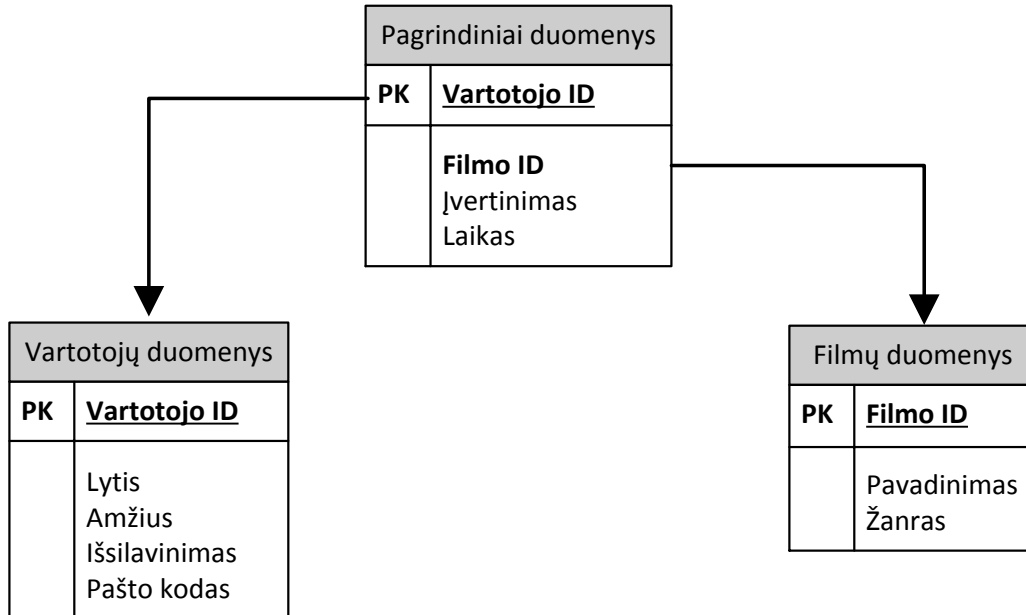 Pagrindiniai duomenys
PK Vartotojo ID
Filmo ID
Įvertinimas
Laikas
Vartotojų duomenys
PK Vartotojo ID
Lytis
Amžius
Išsilavinimas
Pašto kodas
Filmų duomenys
PK Filmo ID
Pavadinimas
Žanras